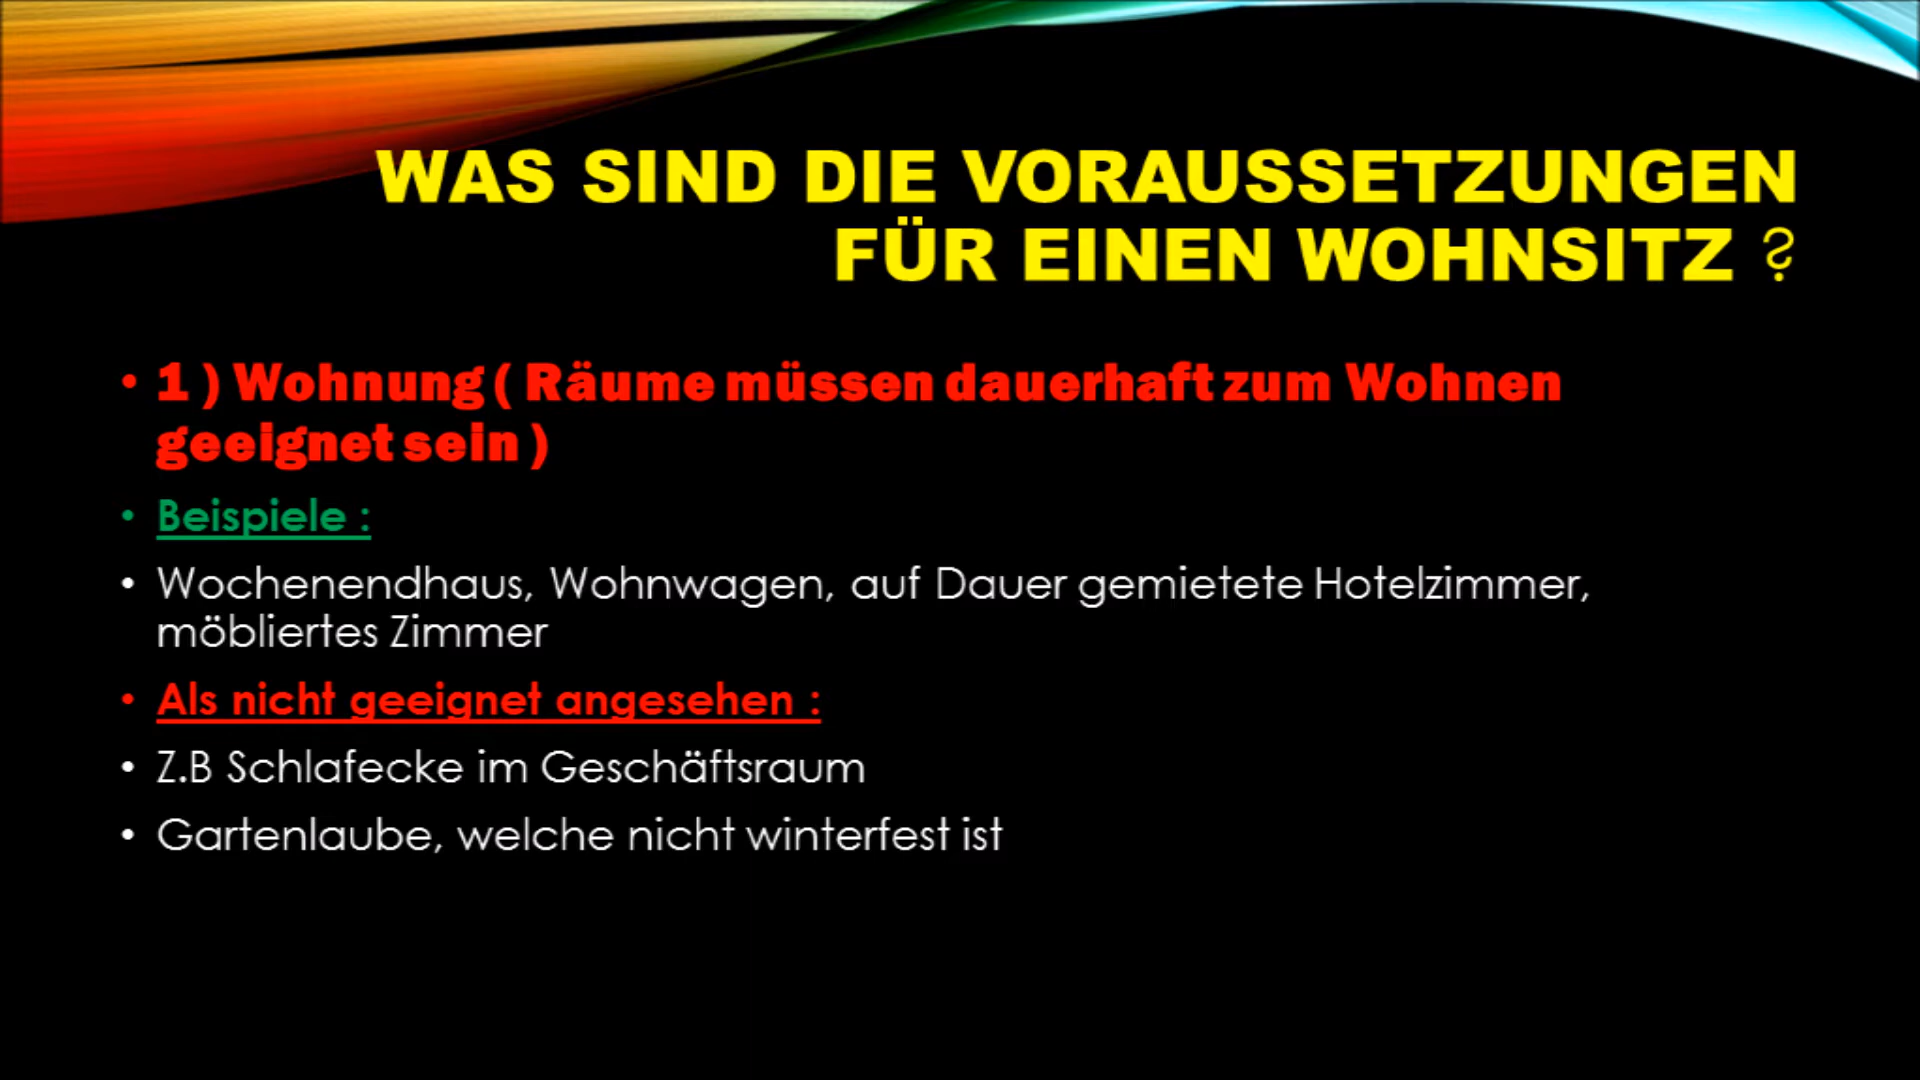 WAS SIND DIE VORAUSSETZUNGEN
FÜR EINEN WOHNSITZ ?
• 1 ) Wohnung ( Räume müssen dauerhaft zum Wohnen
geeignet sein )
• Beispiele :
• Wochenendhaus, Wohnwagen, auf Dauer gemietete Hotelzimmer,
möbliertes Zimmer
• Als nicht geeignet angesehen :
• Z.B Schlafecke im Geschäftsraum
• Gartenlaube, welche nicht winterfest ist